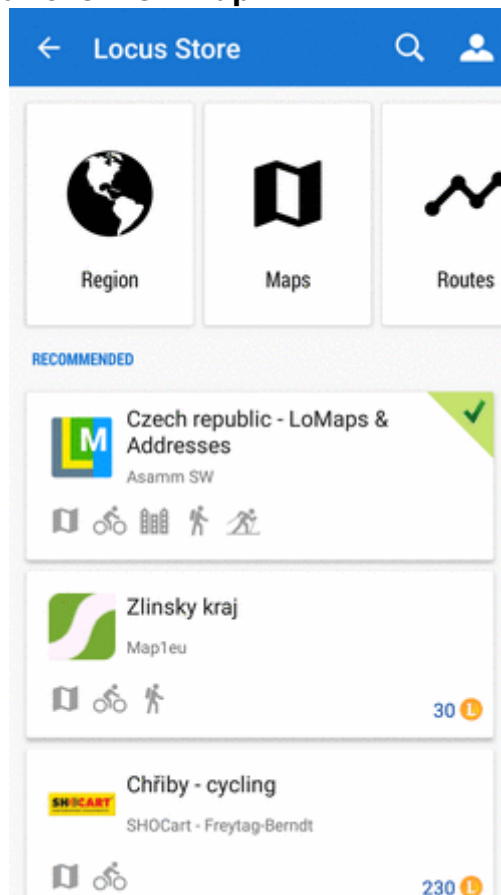 Locus Store
Region
Maps
Routes
RECOMMENDED
Czech republic - LoMaps &
Addresses
Asamm SW
Zlinsky kraj
Map1eu
30 L
SHOCART
Chřiby - cycling
SHOCart - Freytag-Berndt
230 L